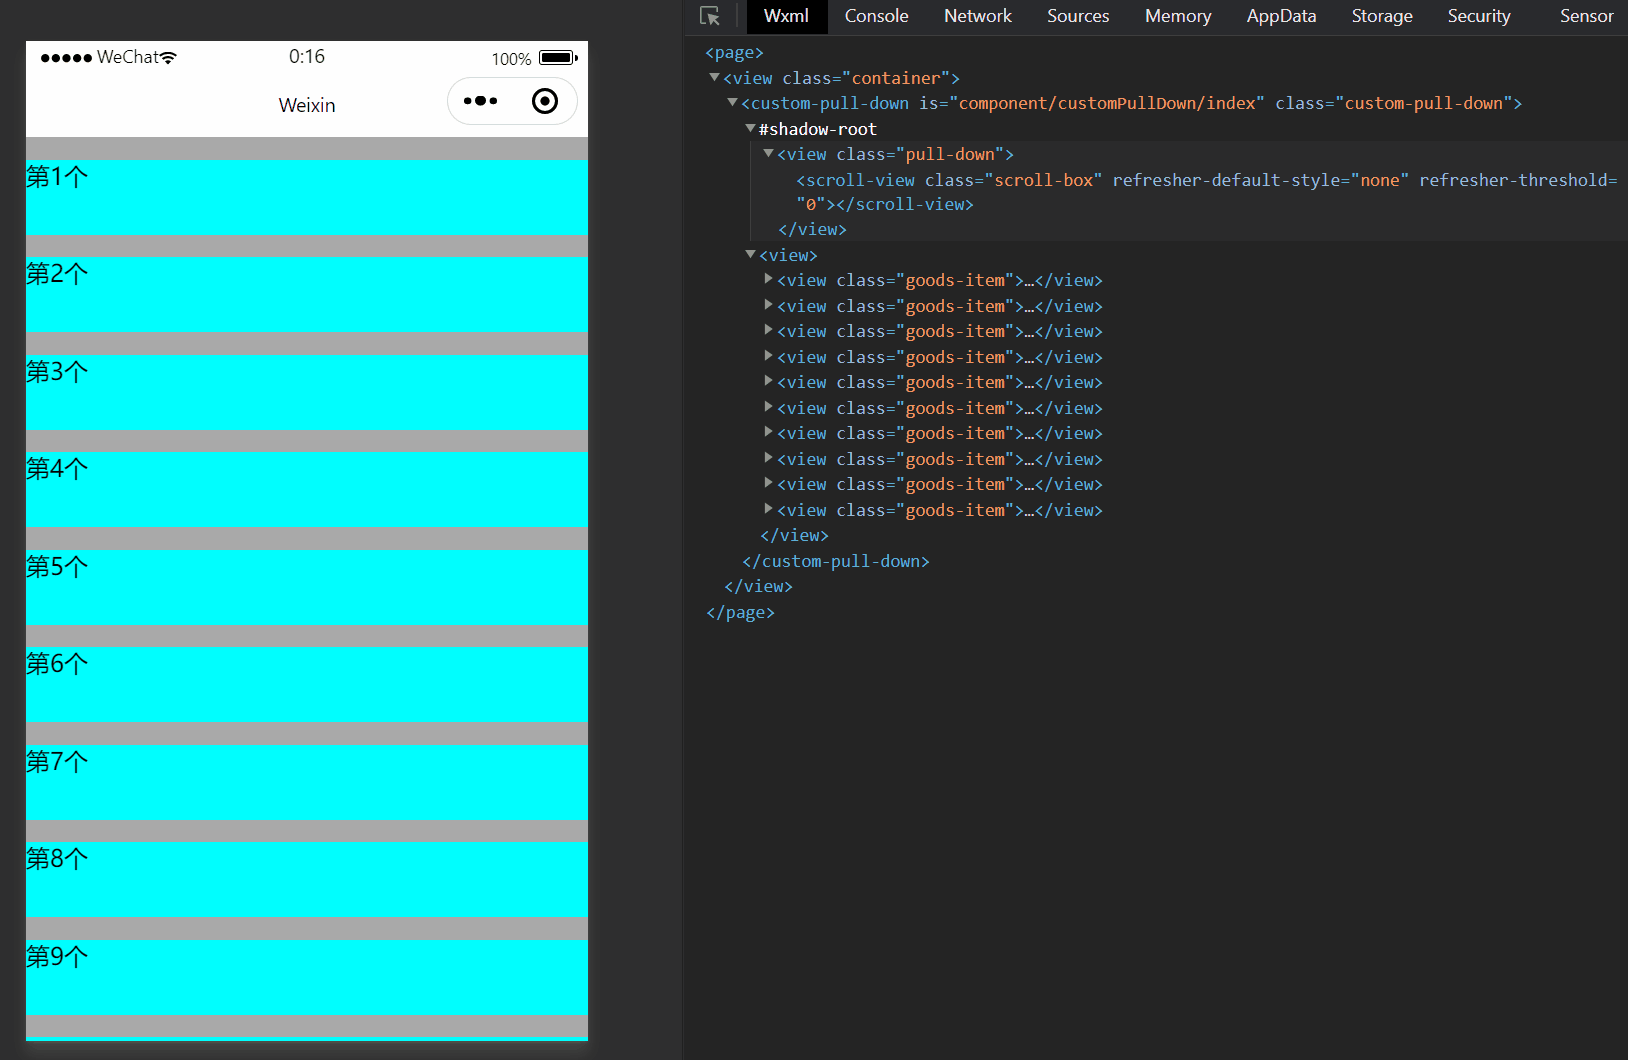 WeChat
0:16
100%
Weixin
第1个
第2个
第3个
第4个
第5个
第6个
第7个
第8个
第9个
Wxml Console Network Sources Memory AppData Storage Security Sensor
<page>
<view class="container">
<custom-pull-down is="component/customPullDown/index" class="custom-pull-down">
#shadow-root
<view class="pull-down">
<scroll-view class="scroll-box" refresher-default-style="none" refresher-threshold=
"0"></scroll-view>
</view>
<view>
<view class="goods-item">…</view>
<view class="goods-item">…</view>
<view class="goods-item">…</view>
<view class="goods-item">…</view>
<view class="goods-item">…</view>
<view class="goods-item">…</view>
<view class="goods-item">…</view>
<view class="goods-item">…</view>
<view class="goods-item">…</view>
<view class="goods-item">…</view>
</view>
</custom-pull-down>
</view>
</page>